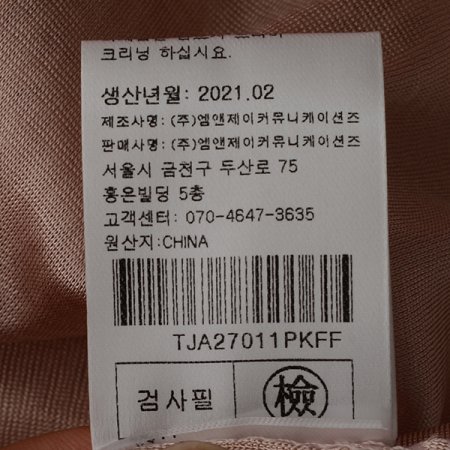 크리닝 하십시요.
생산년월: 2021.02
제조사명: (주)엠앤제이커뮤니케이션즈
판매사명: (주)엠앤제이커뮤니케이션즈
서울시 금천구 두산로 75
홍온빌딩 5층
고객센터: 070-4647-3635
원산지:CHINA
TJA27011PKFF
검사필 檢